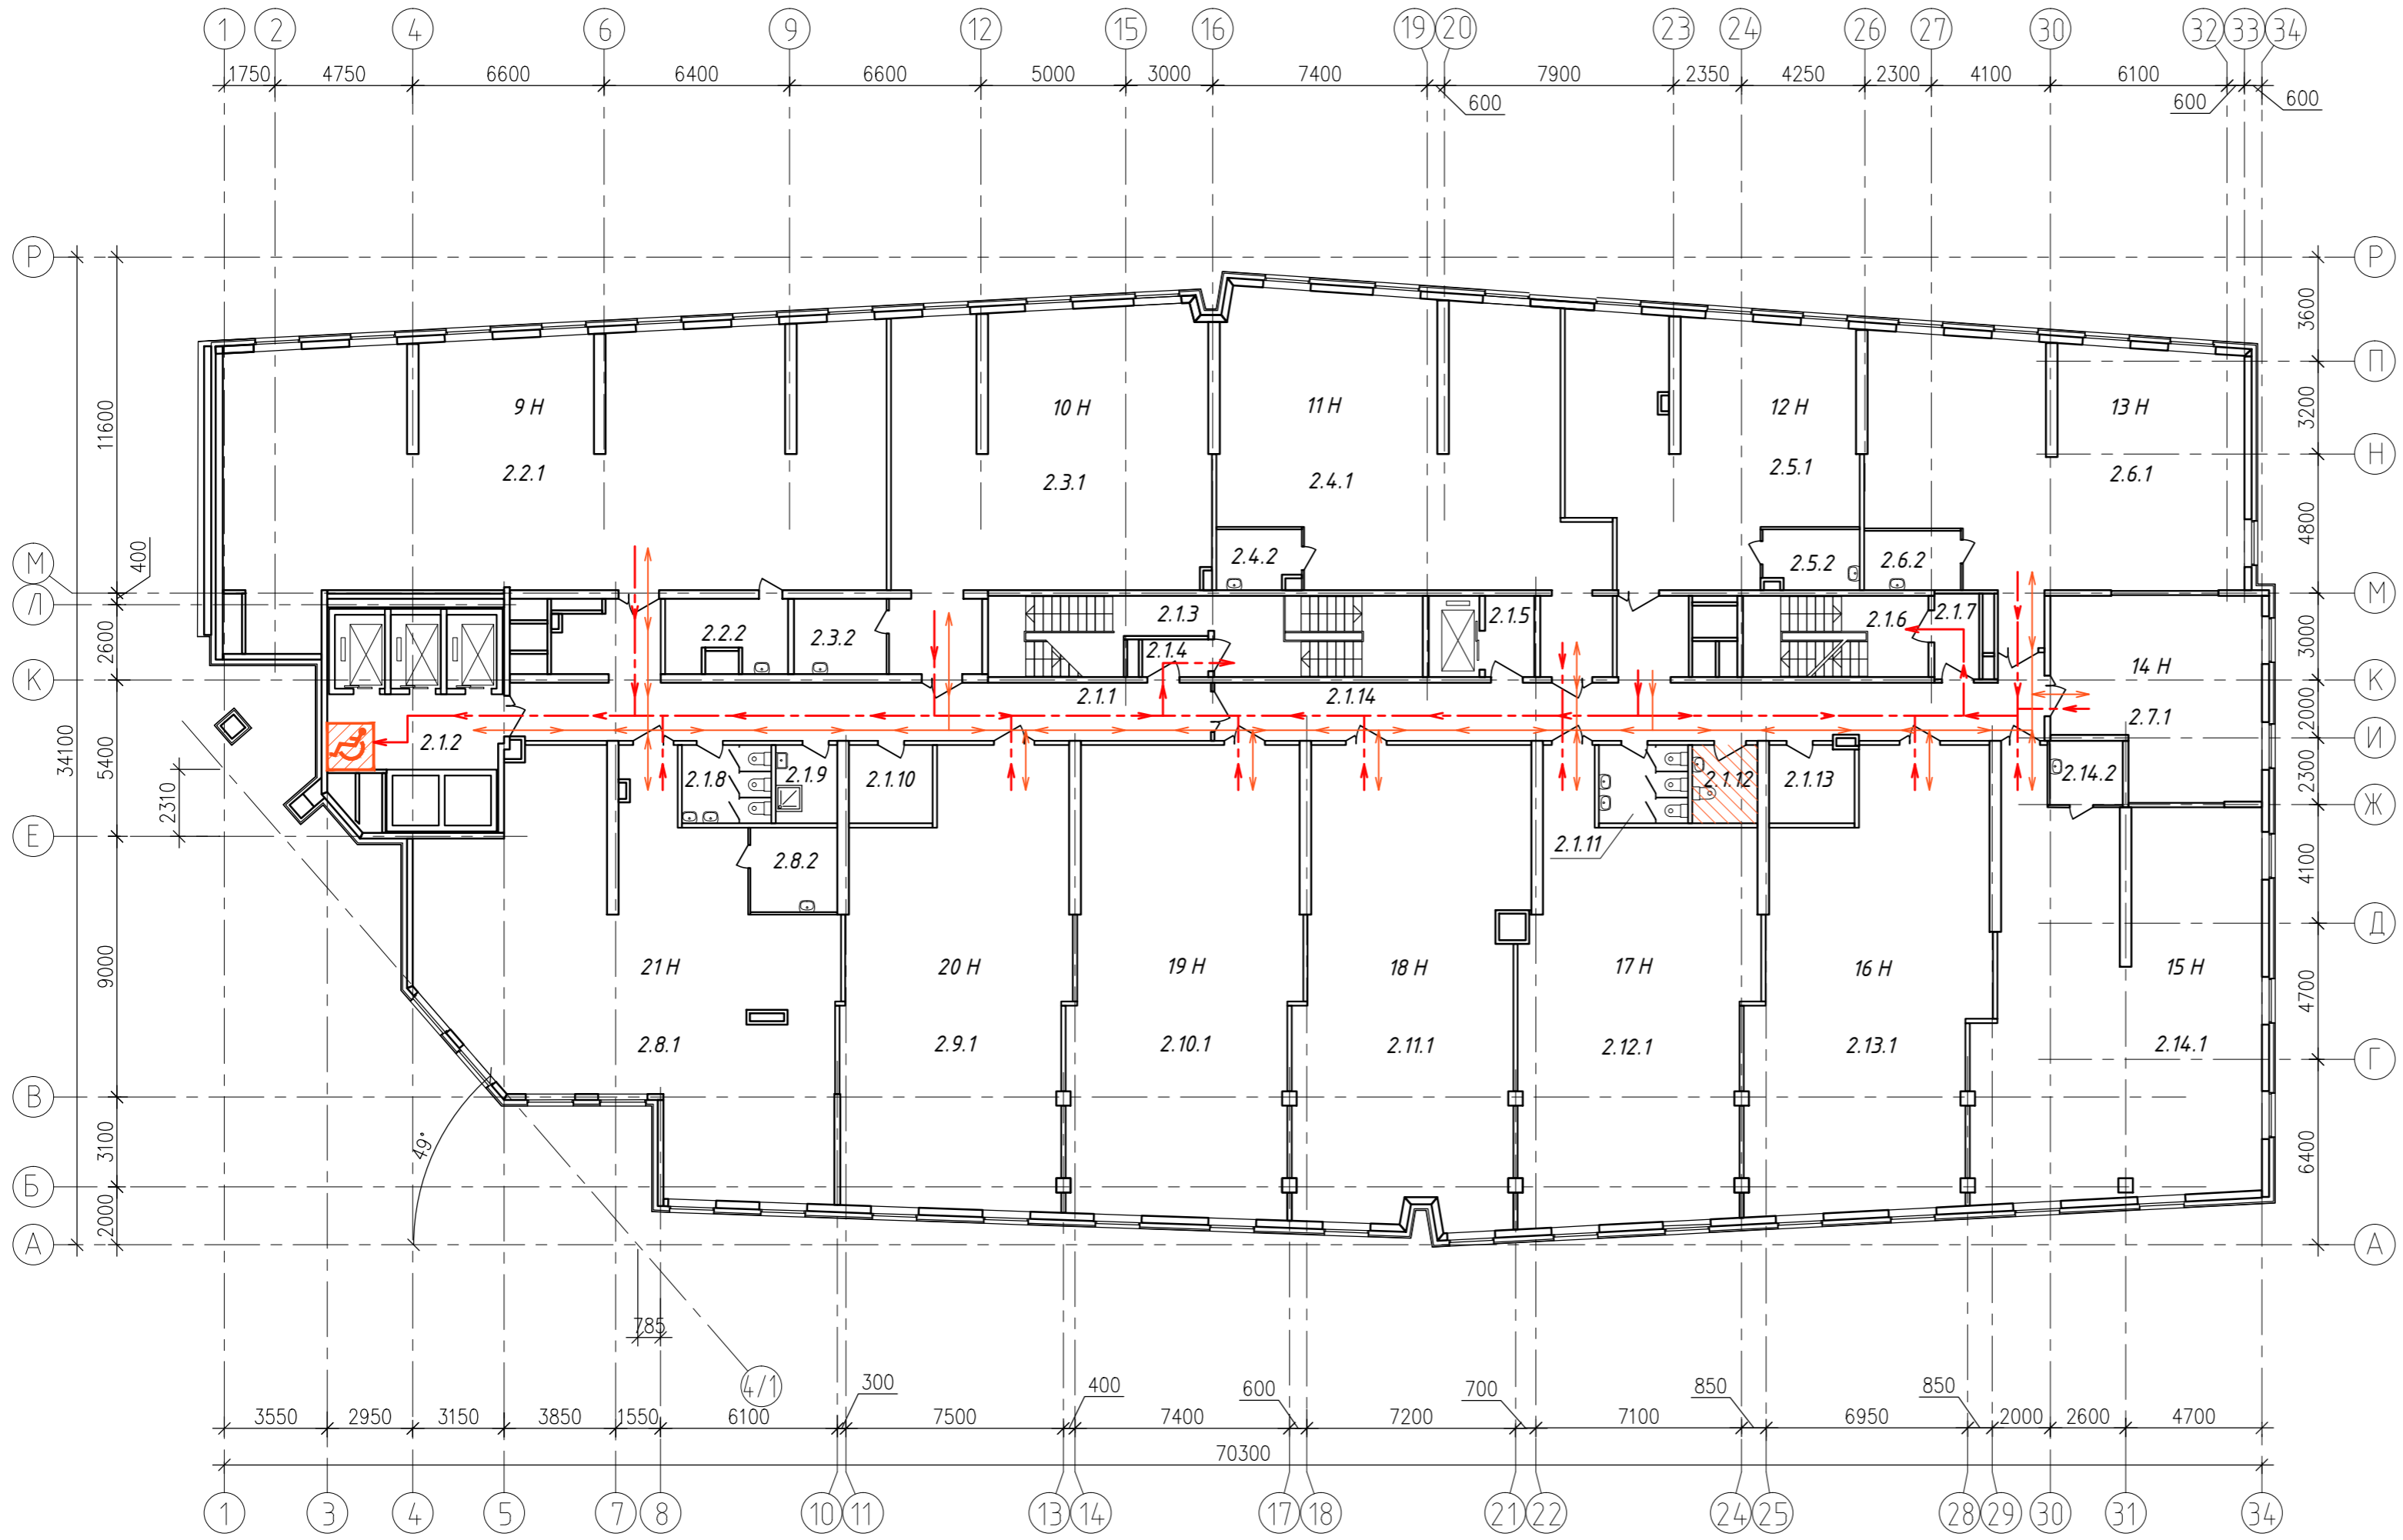 1 2 4 6 9 12 15 16 19 20 23 24 26 27 30 32 33 34
1750 4750 6600 6400 6600 5000 3000 7400 7900 2350 4250 2300 4100 6100
600 600 600
Р Р
3600
П
11600 9 Н 10 Н 11 Н 12 Н 13 Н 3200
Н
2.2.1 2.3.1 2.4.1 2.5.1 2.6.1
4800
400
М 2.4.2 2.5.2 2.6.2
Л М
2.1.3 2.1.5 2.1.6 2.1.7
2600 2.2.2 2.3.2 3000
2.1.4 14 Н
К К
2.1.1 2.1.14 2000
2.7.1
34100 5400 2.1.2 И
2310 2.1.8 2.1.9 2.1.10 2.1.12 2.1.13 2.14.2 2300
Ж
Е 2.1.11
2.8.2 4100
Д
9000 21 Н 20 Н 19 Н 18 Н 17 Н 16 Н 15 Н
4700
2.8.1 2.9.1 2.10.1 2.11.1 2.12.1 2.13.1 2.14.1
Г
В
3100 49° 6400
Б
2000
А А
785
4/1
300 400 600 700 850 850
3550 2950 3150 3850 1550 6100 7500 7400 7200 7100 6950 2000 2600 4700
70300
1 3 4 5 7 8 10 11 13 14 17 18 21 22 24 25 28 29 30 31 34